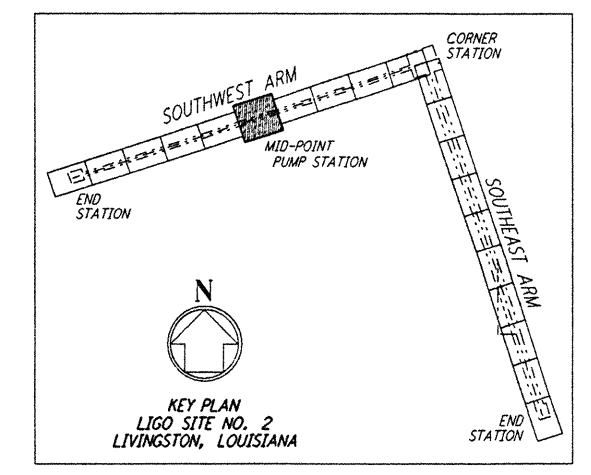 CORNER
STATION
SOUTHWEST ARM
MID-POINT
PUMP STATION
END
STATION
SOUTHEAST ARM
N
KEY PLAN
LIGO SITE NO. 2
LIVINGSTON, LOUISIANA
END
STATION